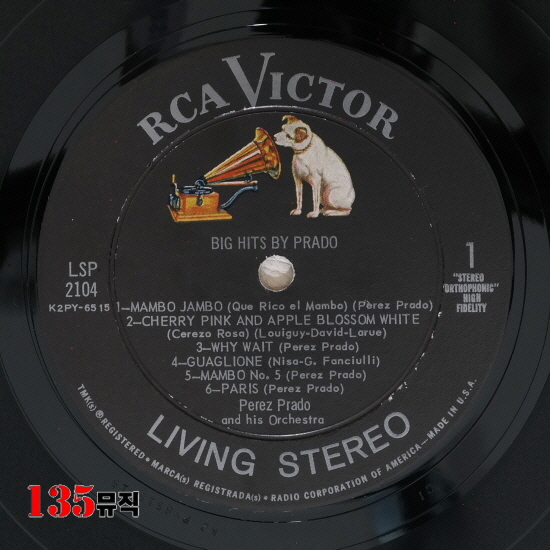 RCA VICTOR
BIG HITS BY PRADO
LSP
2104
K2PY-6515
1
"STEREO
ORTHOPHONIC"
HIGH
FIDELITY
1—MAMBO JAMBO (Que Rico el Mambo) (Perez Prado)
2—CHERRY PINK AND APPLE BLOSSOM WHITE
(Cerezo Rosa) (Louiguy-David-Larue)
3—WHY WAIT (Perez Prado)
4—GUAGLIONE (Nisa-G. Fanciulli)
5—MAMBO No. 5 (Perez Prado)
6—PARIS (Perez Prado)
Perez Prado
and his Orchestra
LIVING STEREO
TMK(s) ® REGISTERED • MARCA(s) REGISTRADA(s) • RADIO CORPORATION OF AMERICA—MADE IN U.S.A.
135뮤직